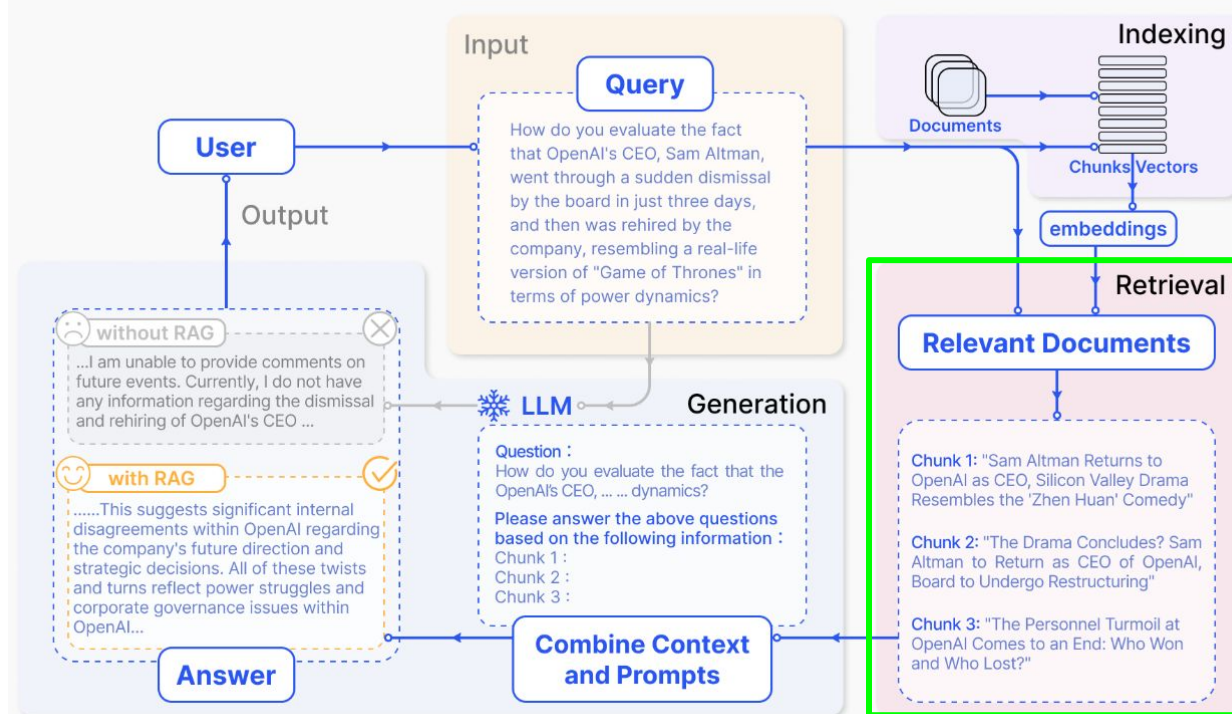 Input
Query
How do you evaluate the fact
that OpenAI's CEO, Sam Altman,
went through a sudden dismissal
by the board in just three days,
and then was rehired by the
company, resembling a real-life
version of "Game of Thrones" in
terms of power dynamics?
Indexing
Documents
Chunks Vectors
embeddings
User
Output
Retrieval
Relevant Documents
Chunk 1: "Sam Altman Returns to
OpenAI as CEO, Silicon Valley Drama
Resembles the 'Zhen Huan' Comedy"
Chunk 2: "The Drama Concludes? Sam
Altman to Return as CEO of OpenAI,
Board to Undergo Restructuring"
Chunk 3: "The Personnel Turmoil at
OpenAI Comes to an End: Who Won
and Who Lost?"
LLM
Generation
Question :
How do you evaluate the fact that the
OpenAI's CEO, ... ... dynamics?
Please answer the above questions
based on the following information :
Chunk 1 :
Chunk 2 :
Chunk 3 :
Combine Context
and Prompts
without RAG
...I am unable to provide comments on
future events. Currently, I do not have
any information regarding the dismissal
and rehiring of OpenAI's CEO ...
with RAG
......This suggests significant internal
disagreements within OpenAI regarding
the company's future direction and
strategic decisions. All of these twists
and turns reflect power struggles and
corporate governance issues within
OpenAI...
Answer